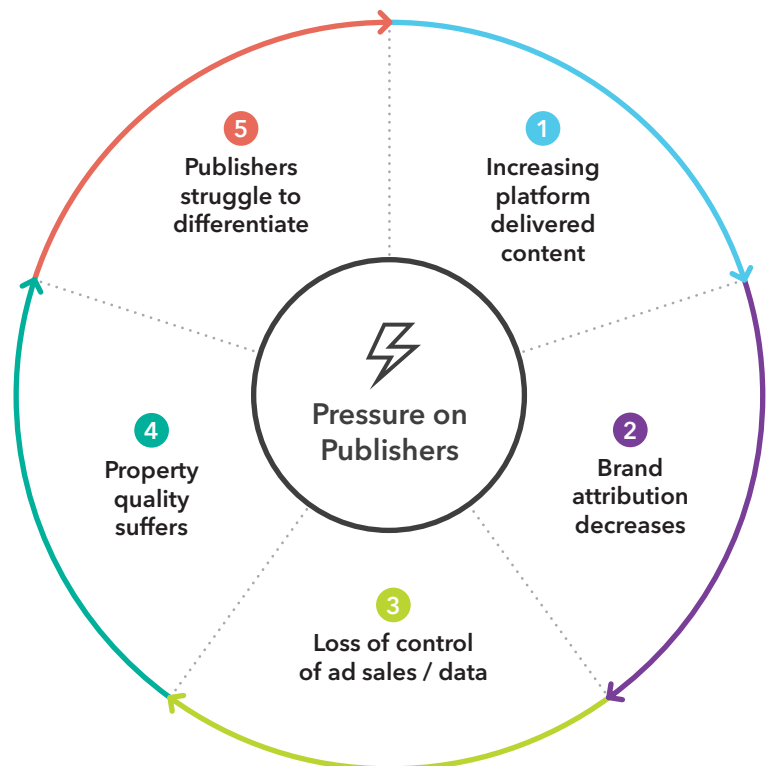 1
Increasing
platform
delivered
content
2
Brand
attribution
decreases
3
Loss of control
of ad sales / data
4
Property
quality
suffers
5
Publishers
struggle to
differentiate
Pressure on
Publishers